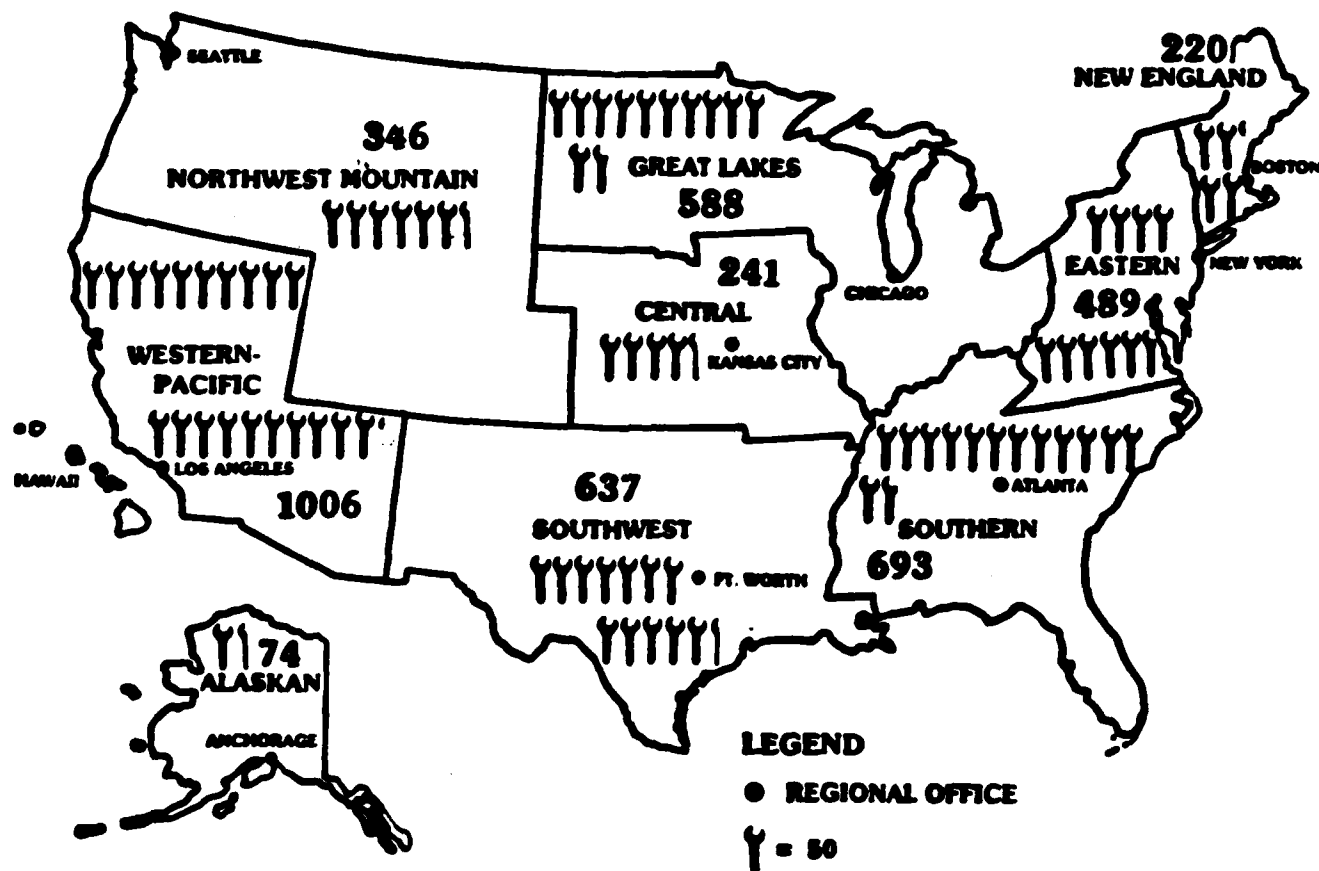 SEATTLE
346
NORTHWEST MOUNTAIN
GREAT LAKES
588
220
NEW ENGLAND
BOSTON
EASTERN
489
NEW YORK
CHICAGO
241
CENTRAL
KANSAS CITY
WESTERN-
PACIFIC
LOS ANGELES
1006
HAWAII
637
SOUTHWEST
FT. WORTH
ATLANTA
SOUTHERN
693
74
ALASKAN
ANCHORAGE
LEGEND
REGIONAL OFFICE
= 50